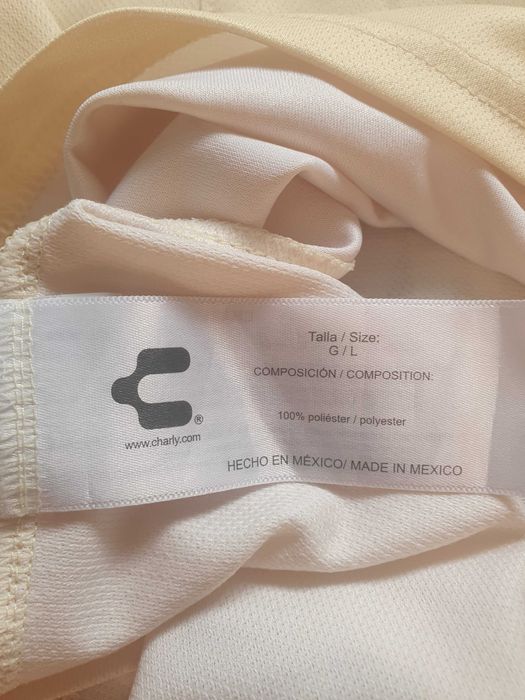 ®
www.charly.com
Talla / Size:
G / L
COMPOSICIÓN / COMPOSITION:
100% poliéster / polyester
HECHO EN MÉXICO/ MADE IN MEXICO